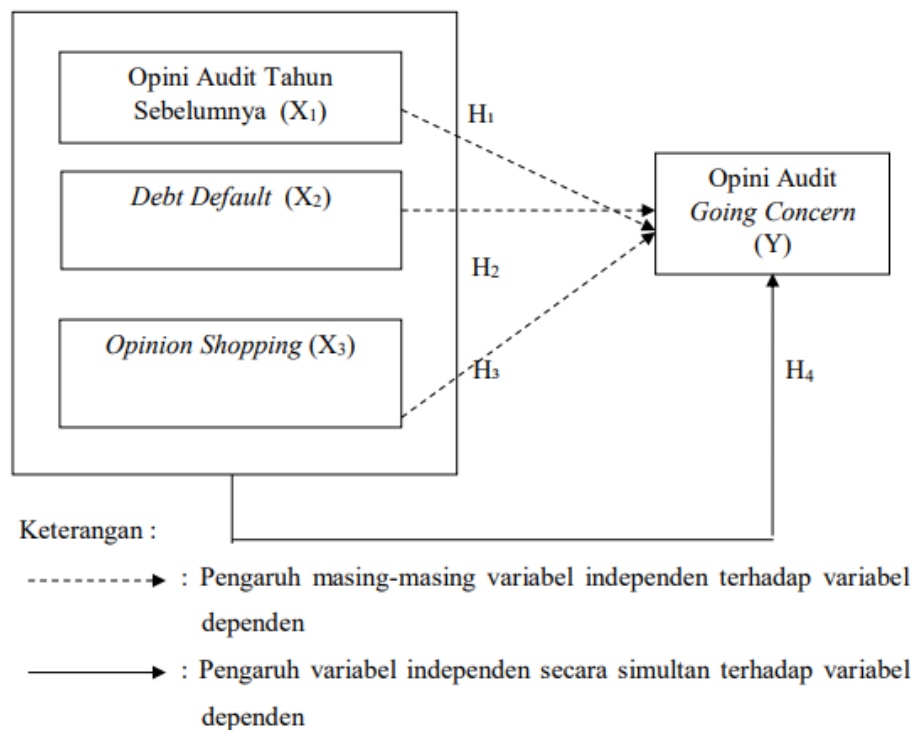 Opini Audit Tahun
Sebelumnya (X₁)
H₁
Debt Default (X₂)
Opini Audit
Going Concern
(Y)
H₂
Opinion Shopping (X₃)
H₃
H₄
Keterangan :
: Pengaruh masing-masing variabel independen terhadap variabel
dependen
: Pengaruh variabel independen secara simultan terhadap variabel
dependen